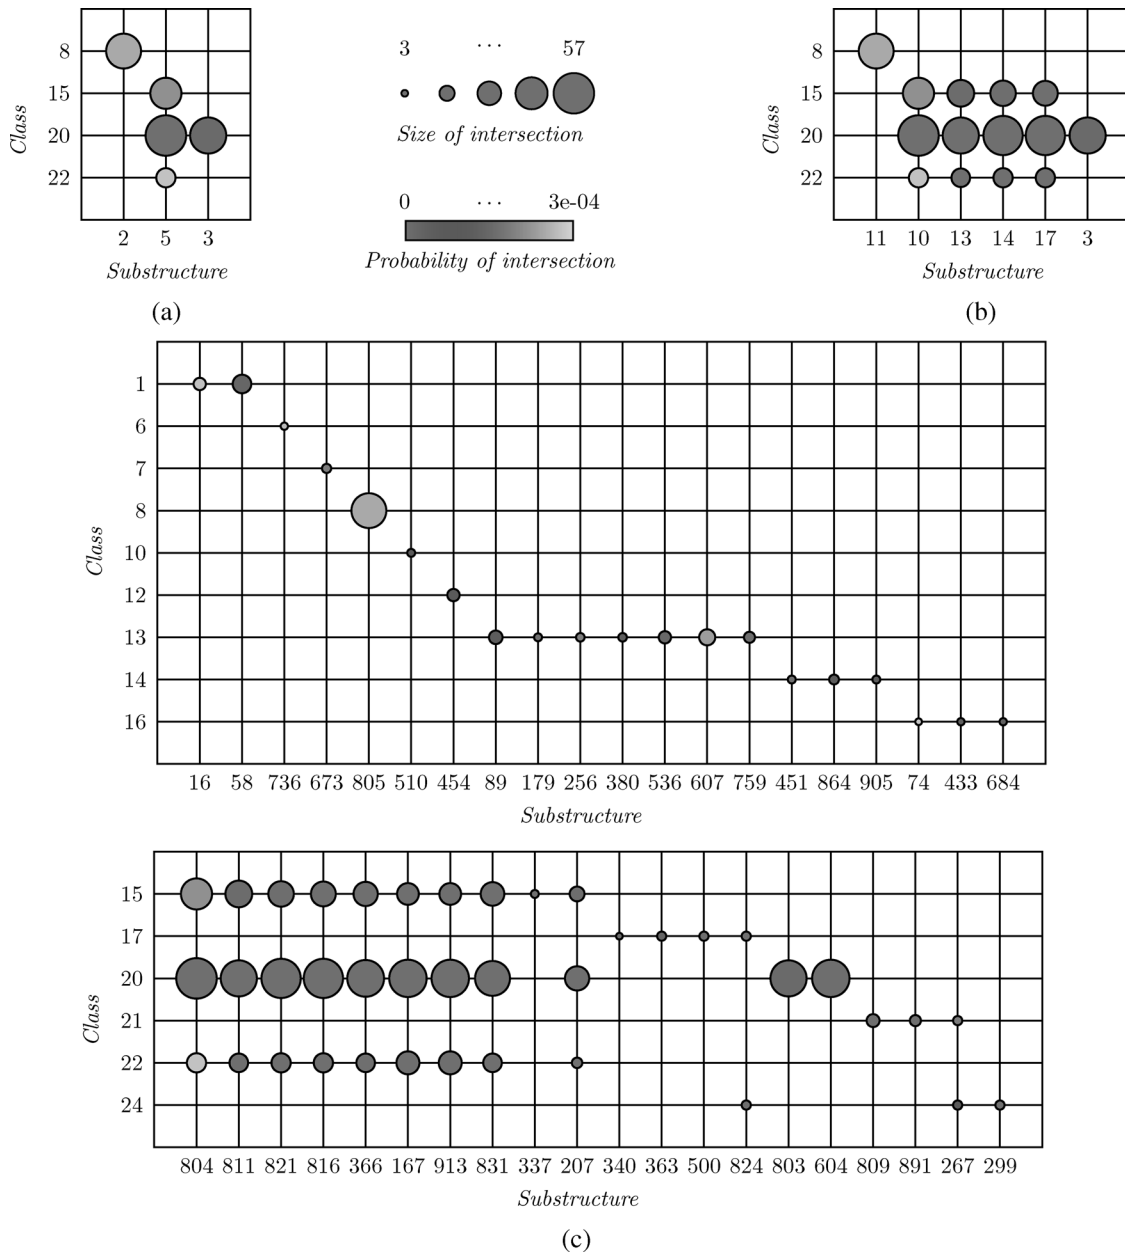 8
15
20
22
Class
2 5 3
Substructure
(a)
3 ··· 57
Size of intersection
0 ··· 3e-04
Probability of intersection
8
15
20
22
Class
11 10 13 14 17 3
Substructure
(b)
1
6
7
8
10
12
13
14
16
Class
16 58 736 673 805 510 454 89 179 256 380 536 607 759 451 864 905 74 433 684
Substructure
15
17
20
21
22
24
Class
804 811 821 816 366 167 913 831 337 207 340 363 500 824 803 604 809 891 267 299
Substructure
(c)